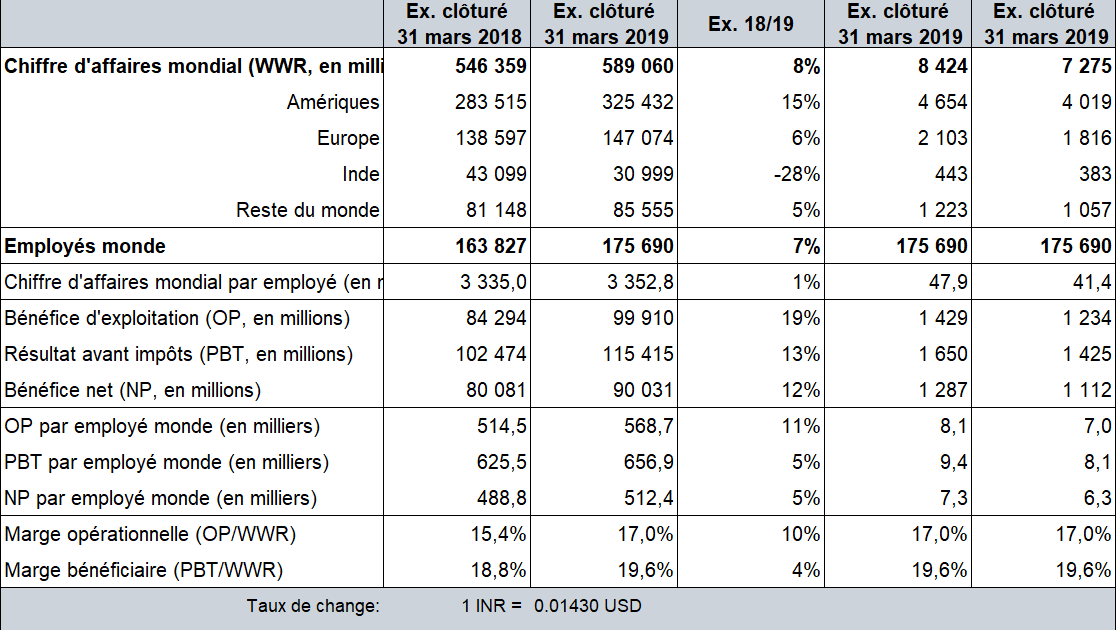 Ex. clôturé 31 mars 2018 Ex. clôturé 31 mars 2019 Ex. 18/19 Ex. clôturé 31 mars 2019 Ex. clôturé 31 mars 2019
Chiffre d'affaires mondial (WWR, en milli 546 359 589 060 8% 8 424 7 275
Amériques 283 515 325 432 15% 4 654 4 019
Europe 138 597 147 074 6% 2 103 1 816
Inde 43 099 30 999 -28% 443 383
Reste du monde 81 148 85 555 5% 1 223 1 057
Employés monde 163 827 175 690 7% 175 690 175 690
Chiffre d'affaires mondial par employé (en r 3 335,0 3 352,8 1% 47,9 41,4
Bénéfice d'exploitation (OP, en millions) 84 294 99 910 19% 1 429 1 234
Résultat avant impôts (PBT, en millions) 102 474 115 415 13% 1 650 1 425
Bénéfice net (NP, en millions) 80 081 90 031 12% 1 287 1 112
OP par employé monde (en milliers) 514,5 568,7 11% 8,1 7,0
PBT par employé monde (en milliers) 625,5 656,9 5% 9,4 8,1
NP par employé monde (en milliers) 488,8 512,4 5% 7,3 6,3
Marge opérationnelle (OP/WWR) 15,4% 17,0% 10% 17,0% 17,0%
Marge bénéficiaire (PBT/WWR) 18,8% 19,6% 4% 19,6% 19,6%
Taux de change: 1 INR = 0.01430 USD